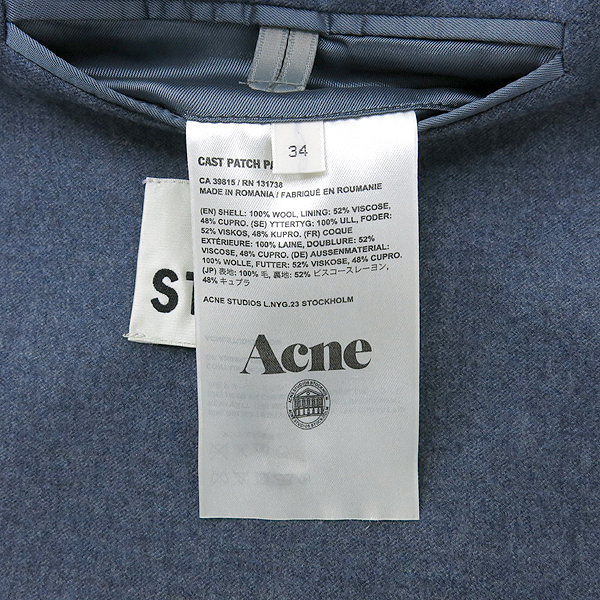 34
CAST PATCH PA
CA 39815 / RN 131738
MADE IN ROMANIA / FABRIQUÉ EN ROUMANIE
(EN) SHELL: 100% WOOL, LINING: 52% VISCOSE,
48% CUPRO. (SE) YTTERTYG: 100% ULL, FODER:
52% VISKOS, 48% KUPRO. (FR) COQUE
EXTÉRIEURE: 100% LAINE, DOUBLURE: 52%
VISCOSE, 48% CUPRO. (DE) AUSSENMATERIAL:
100% WOLLE, FUTTER: 52% VISKOSE, 48% CUPRO.
(JP) 表地: 100% 毛, 裏地: 52% ビスコースレーヨン,
48% キュプラ
ACNE STUDIOS L.NYG.23 STOCKHOLM
ST
Acne
ACNE STUDIOS STOCKHOLM